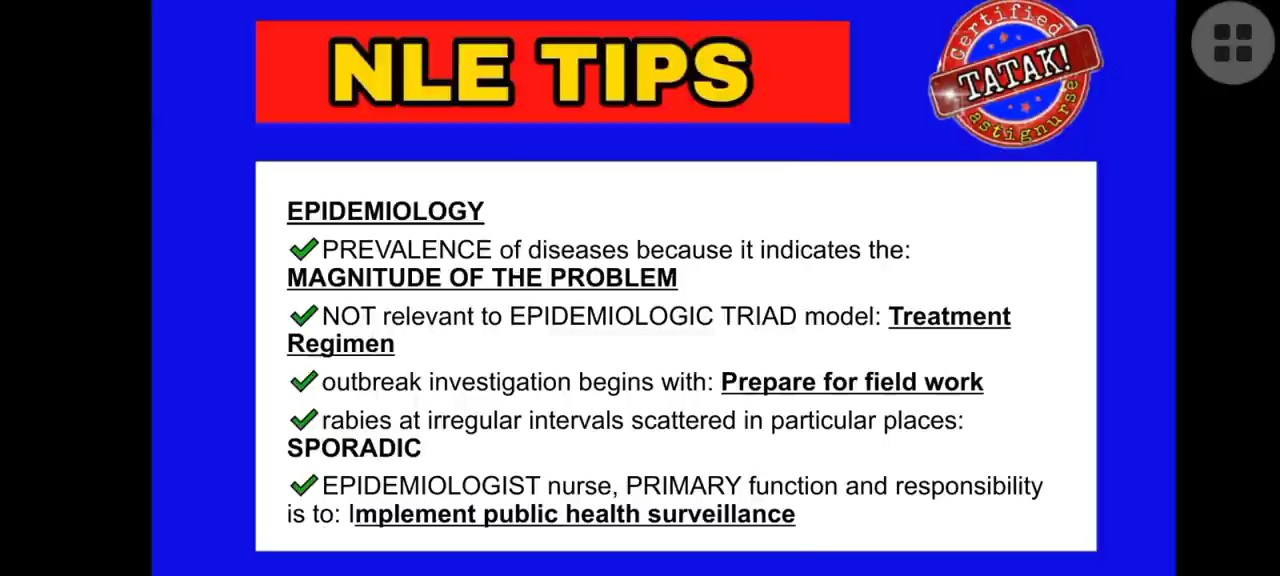 NLE TIPS
Certified
TATAK!
astignurse
EPIDEMIOLOGY
✔PREVALENCE of diseases because it indicates the:
MAGNITUDE OF THE PROBLEM
✔NOT relevant to EPIDEMIOLOGIC TRIAD model: Treatment
Regimen
✔outbreak investigation begins with: Prepare for field work
✔rabies at irregular intervals scattered in particular places:
SPORADIC
✔EPIDEMIOLOGIST nurse, PRIMARY function and responsibility
is to: Implement public health surveillance